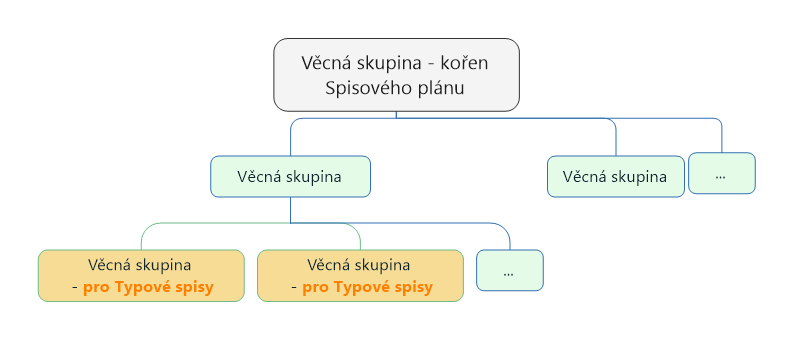 Věcná skupina - kořen
Spisového plánu
Věcná skupina
Věcná skupina
...
Věcná skupina
- pro Typové spisy
Věcná skupina
- pro Typové spisy
...